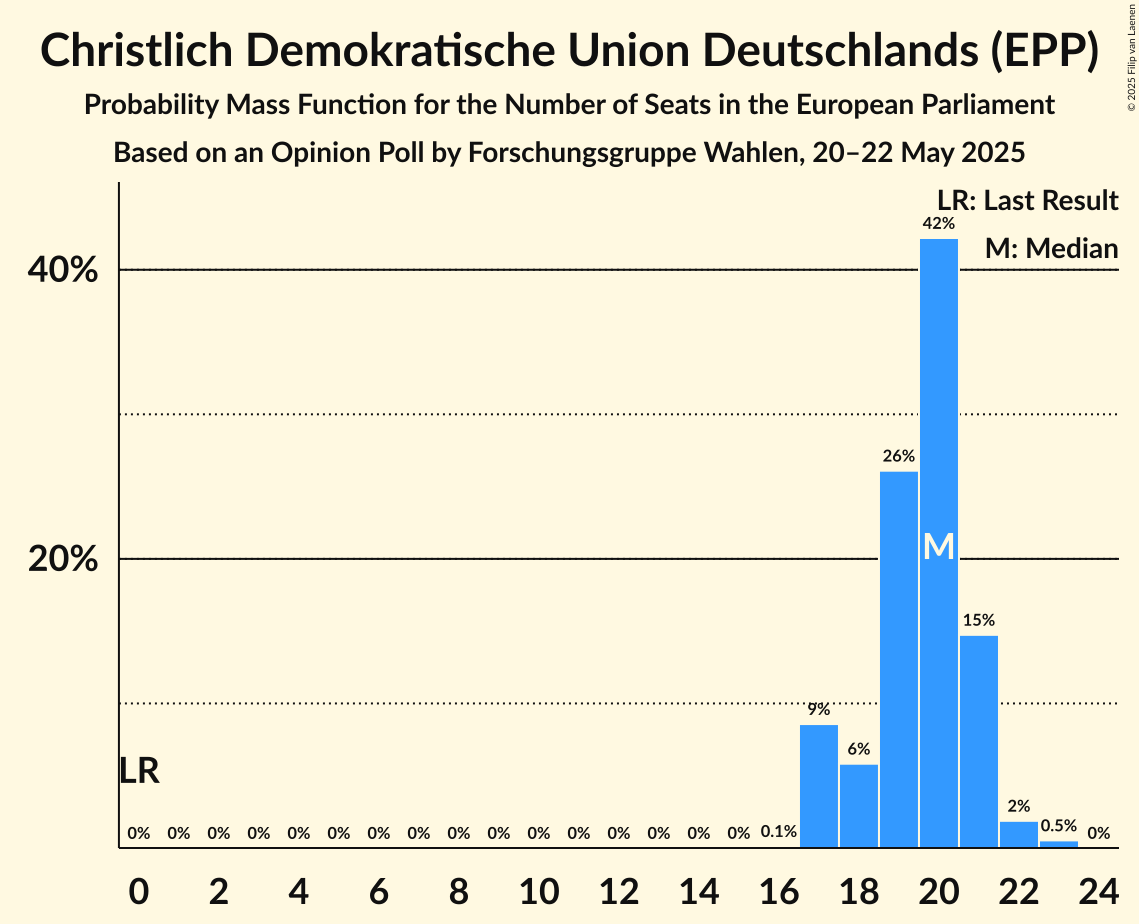 Christlich Demokratische Union Deutschlands (EPP)
Probability Mass Function for the Number of Seats in the European Parliament
Based on an Opinion Poll by Forschungsgruppe Wahlen, 20–22 May 2025
© 2025 Filip van Laenen
LR: Last Result
M: Median
42%
40%
26%
M
20%
15%
9%
6%
LR
2%
0% 0% 0% 0% 0% 0% 0% 0% 0% 0% 0% 0% 0% 0% 0% 0% 0.1% 0.5% 0%
0 2 4 6 8 10 12 14 16 18 20 22 24